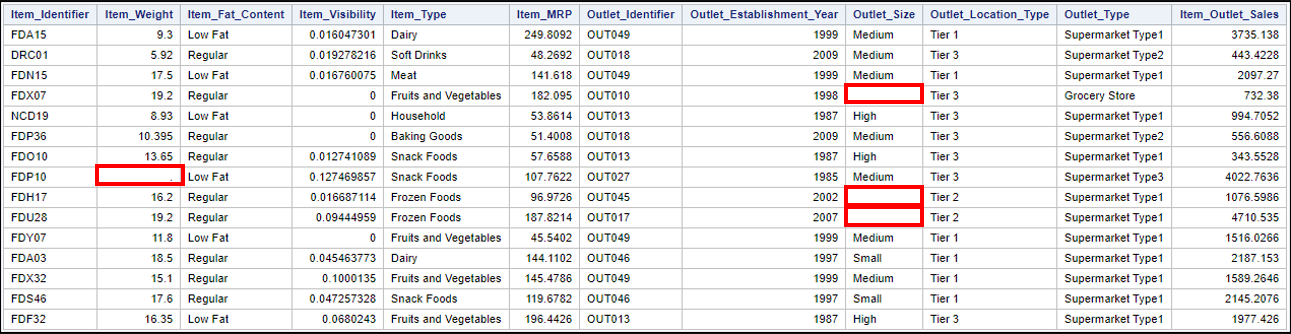 Item_Identifier Item_Weight Item_Fat_Content Item_Visibility Item_Type Item_MRP Outlet_Identifier Outlet_Establishment_Year Outlet_Size Outlet_Location_Type Outlet_Type Item_Outlet_Sales
FDA15 9.3 Low Fat 0.016047301 Dairy 249.8092 OUT049 1999 Medium Tier 1 Supermarket Type1 3735.138
DRC01 5.92 Regular 0.019278216 Soft Drinks 48.2692 OUT018 2009 Medium Tier 3 Supermarket Type2 443.4228
FDN15 17.5 Low Fat 0.016760075 Meat 141.618 OUT049 1999 Medium Tier 1 Supermarket Type1 2097.27
FDX07 19.2 Regular 0 Fruits and Vegetables 182.095 OUT010 1998 Tier 3 Grocery Store 732.38
NCD19 8.93 Low Fat 0 Household 53.8614 OUT013 1987 High Tier 3 Supermarket Type1 994.7052
FDP36 10.395 Regular 0 Baking Goods 51.4008 OUT018 2009 Medium Tier 3 Supermarket Type2 556.6088
FDO10 13.65 Regular 0.012741089 Snack Foods 57.6588 OUT013 1987 High Tier 3 Supermarket Type1 343.5528
FDP10 . Low Fat 0.127469857 Snack Foods 107.7622 OUT027 1985 Medium Tier 3 Supermarket Type3 4022.7636
FDH17 16.2 Regular 0.016687114 Frozen Foods 96.9726 OUT045 2002 Tier 2 Supermarket Type1 1076.5986
FDU28 19.2 Regular 0.09444959 Frozen Foods 187.8214 OUT017 2007 Tier 2 Supermarket Type1 4710.535
FDY07 11.8 Low Fat 0 Fruits and Vegetables 45.5402 OUT049 1999 Medium Tier 1 Supermarket Type1 1516.0266
FDA03 18.5 Regular 0.045463773 Dairy 144.1102 OUT046 1997 Small Tier 1 Supermarket Type1 2187.153
FDX32 15.1 Regular 0.1000135 Fruits and Vegetables 145.4786 OUT049 1999 Medium Tier 1 Supermarket Type1 1589.2646
FDS46 17.6 Regular 0.047257328 Snack Foods 119.6782 OUT046 1997 Small Tier 1 Supermarket Type1 2145.2076
FDF32 16.35 Low Fat 0.0680243 Fruits and Vegetables 196.4426 OUT013 1987 High Tier 3 Supermarket Type1 1977.426